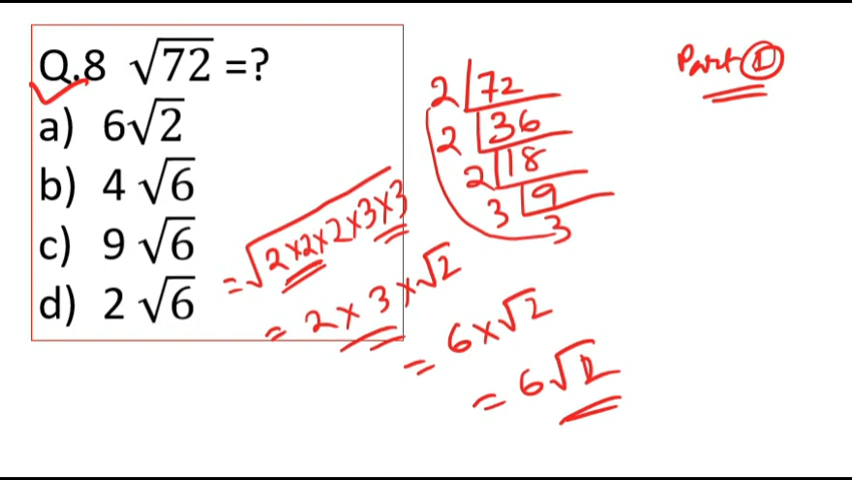 Q.8 √72 =?
a) 6√2
b) 4 √6
c) 9 √6
d) 2 √6
Part ①
2 | 72
2 | 36
2 | 18
3 | 9
3
= √2×2×2×3×3
= 2 × 3 × √2
= 6 × √2
= 6√2